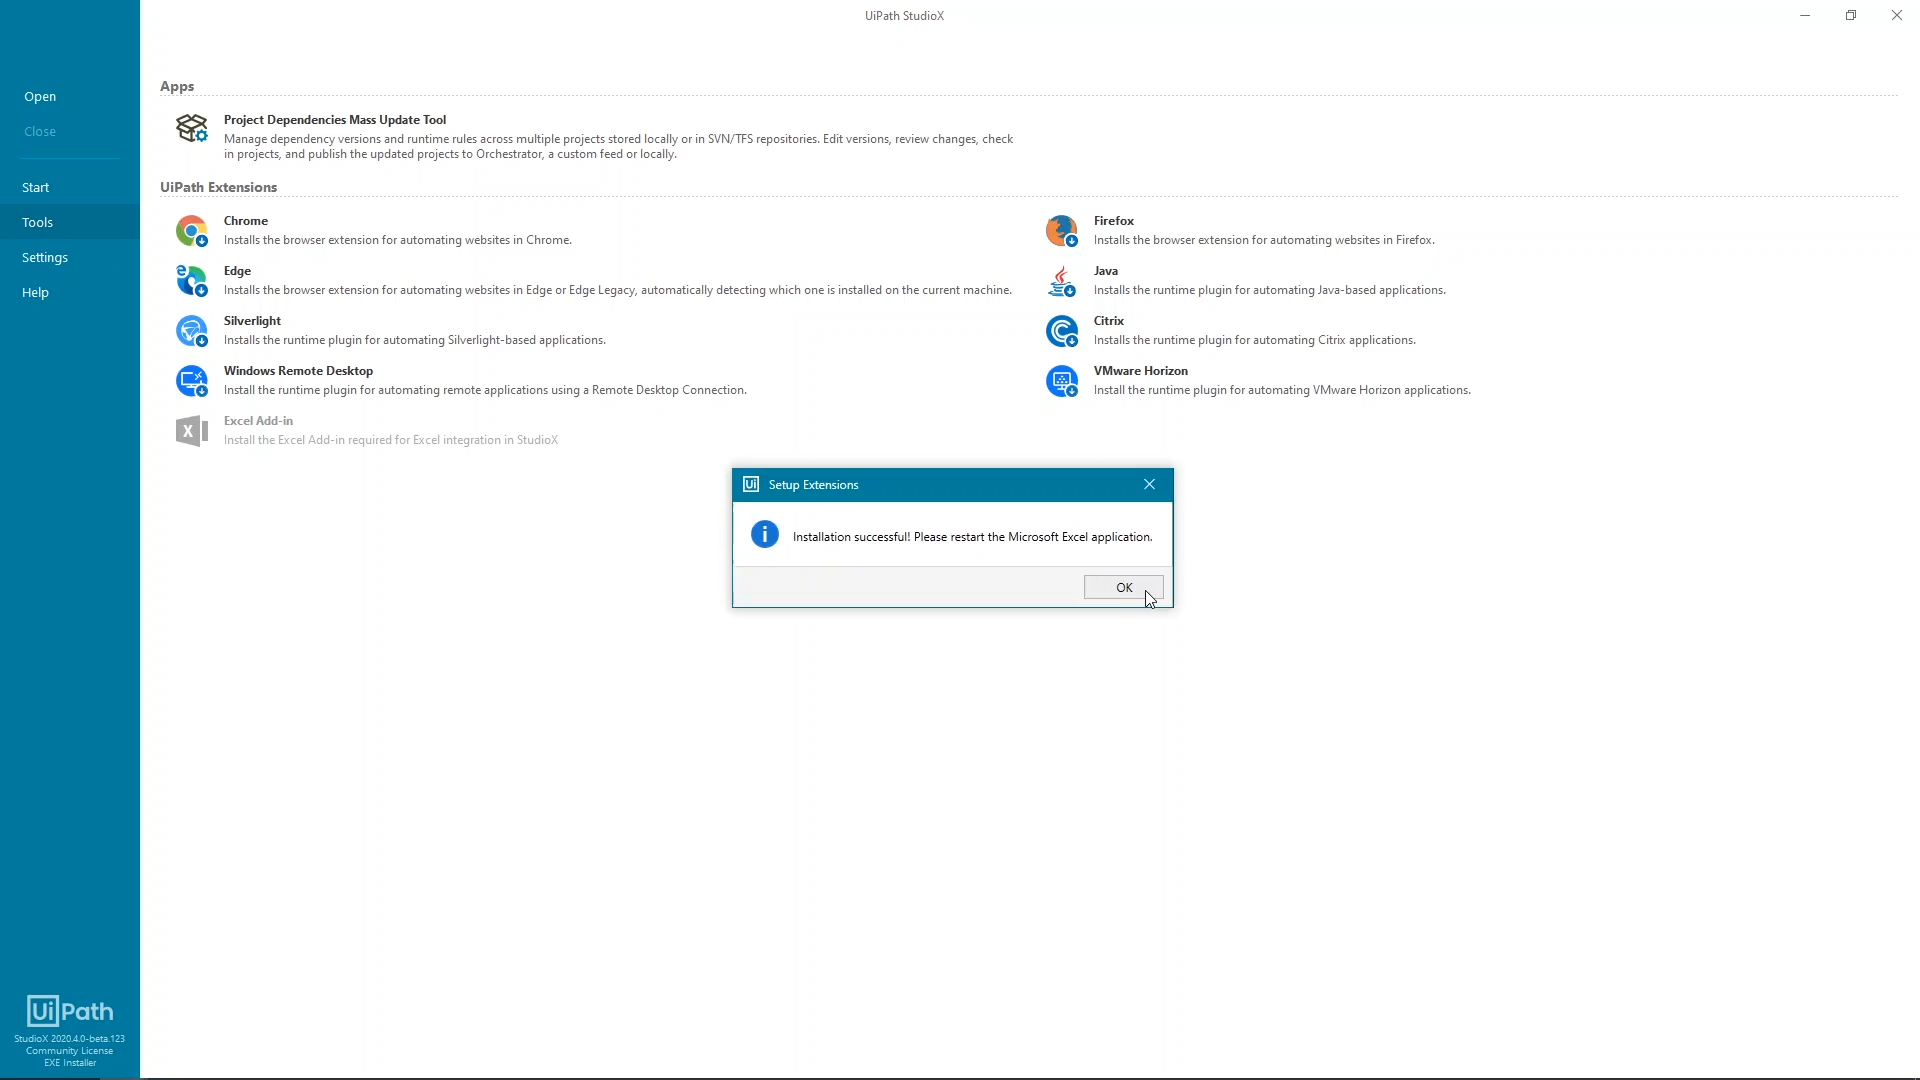 UiPath StudioX
Open
Close
Start
Tools
Settings
Help
Apps
Project Dependencies Mass Update Tool
Manage dependency versions and runtime rules across multiple projects stored locally or in SVN/TFS repositories. Edit versions, review changes, check
in projects, and publish the updated projects to Orchestrator, a custom feed or locally.
UiPath Extensions
Chrome
Installs the browser extension for automating websites in Chrome.
Firefox
Installs the browser extension for automating websites in Firefox.
Edge
Installs the browser extension for automating websites in Edge or Edge Legacy, automatically detecting which one is installed on the current machine.
Java
Installs the runtime plugin for automating Java-based applications.
Silverlight
Installs the runtime plugin for automating Silverlight-based applications.
Citrix
Installs the runtime plugin for automating Citrix applications.
Windows Remote Desktop
Install the runtime plugin for automating remote applications using a Remote Desktop Connection.
VMware Horizon
Install the runtime plugin for automating VMware Horizon applications.
Excel Add-in
Install the Excel Add-in required for Excel integration in StudioX
Setup Extensions
Installation successful! Please restart the Microsoft Excel application.
OK
UiPath
StudioX 2020.4.0-beta.123
Community License
EXE Installer